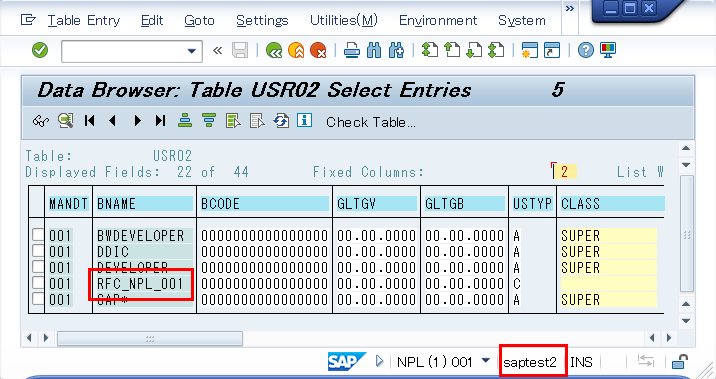 Table Entry Edit Goto Settings Utilities(M) Environment System »
«
Data Browser: Table USR02 Select Entries 5
Check Table...
Table: USR02
Displayed Fields: 22 of 44 Fixed Columns: 2 List W
MANDT BNAME BCODE GLTGV GLTGB USTYP CLASS
001 BWDEVELOPER 0000000000000000 00.00.0000 00.00.0000 A SUPER
001 DDIC 0000000000000000 00.00.0000 00.00.0000 A SUPER
001 DEVELOPER 0000000000000000 00.00.0000 00.00.0000 A SUPER
001 RFC_NPL_001 0000000000000000 00.00.0000 00.00.0000 C
001 SAP* 0000000000000000 00.00.0000 00.00.0000 A SUPER
SAP NPL (1) 001 saptest2 INS